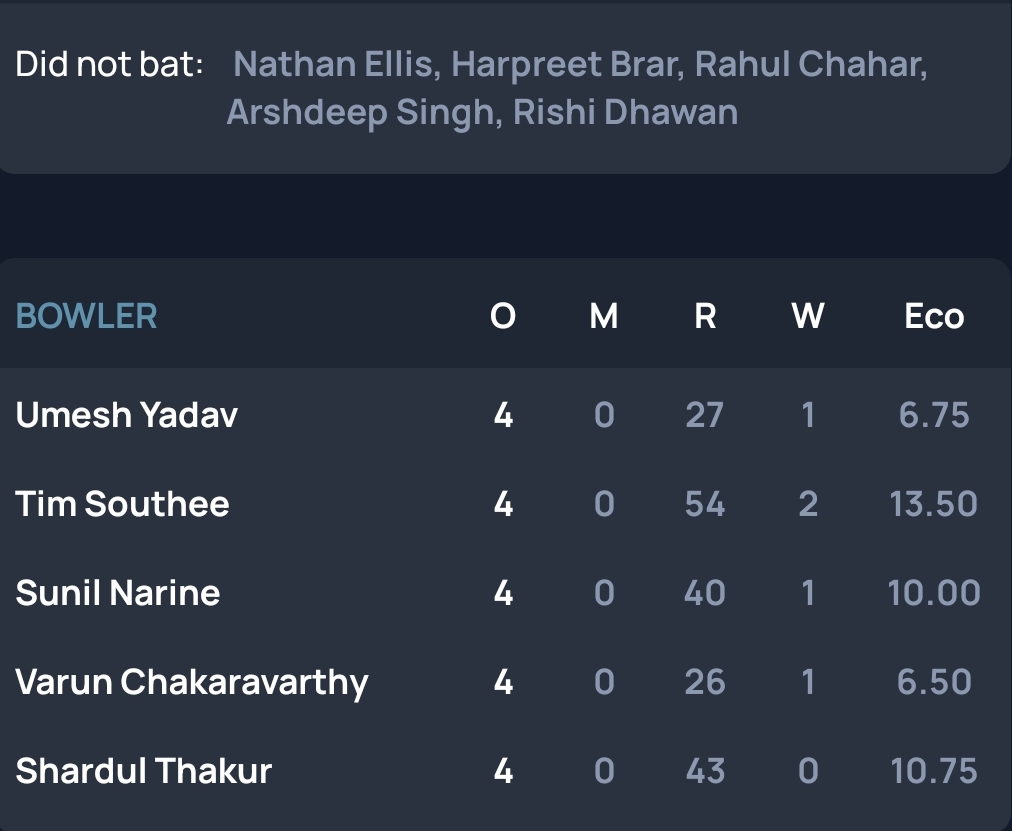 Did not bat: Nathan Ellis, Harpreet Brar, Rahul Chahar,
Arshdeep Singh, Rishi Dhawan
BOWLER O M R W Eco
Umesh Yadav 4 0 27 1 6.75
Tim Southee 4 0 54 2 13.50
Sunil Narine 4 0 40 1 10.00
Varun Chakaravarthy 4 0 26 1 6.50
Shardul Thakur 4 0 43 0 10.75